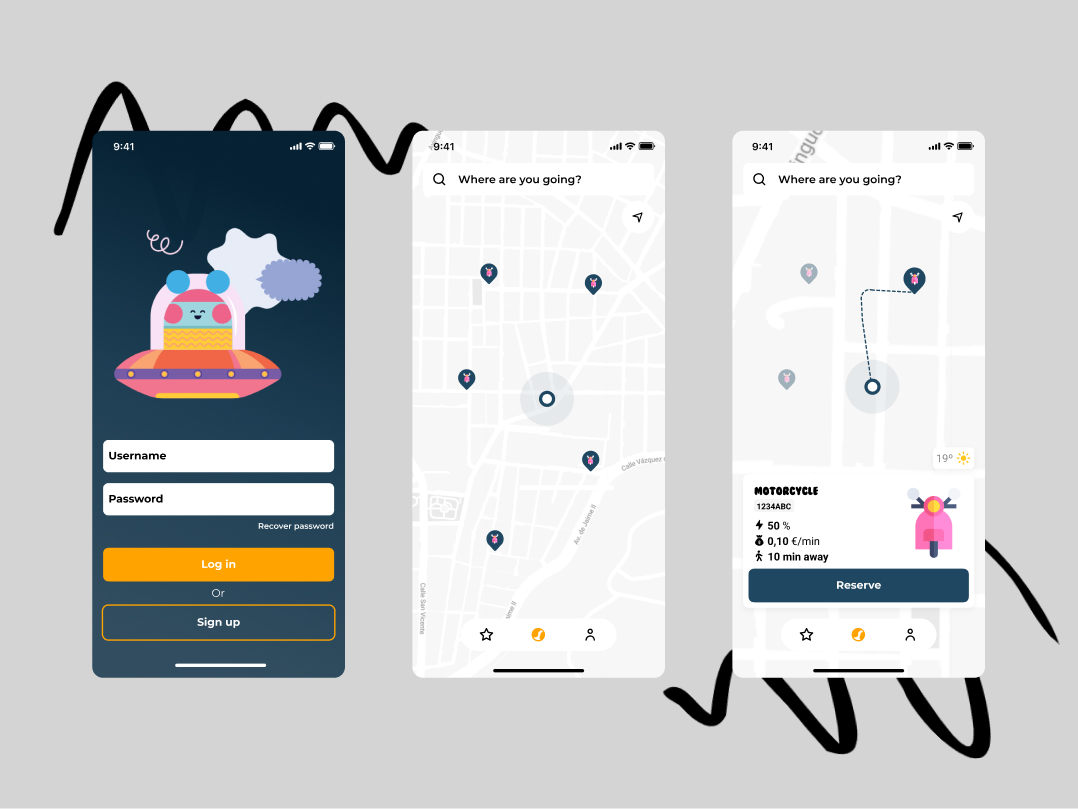 9:41
Username
Password
Recover password
Log in
Or
Sign up
9:41
Where are you going?
Calle Vázquez
Av. de Jaime II
Calle San Vicente
9:41
Where are you going?
19º
MOTORCYCLE
1234ABC
50 %
0,10 €/min
10 min away
Reserve